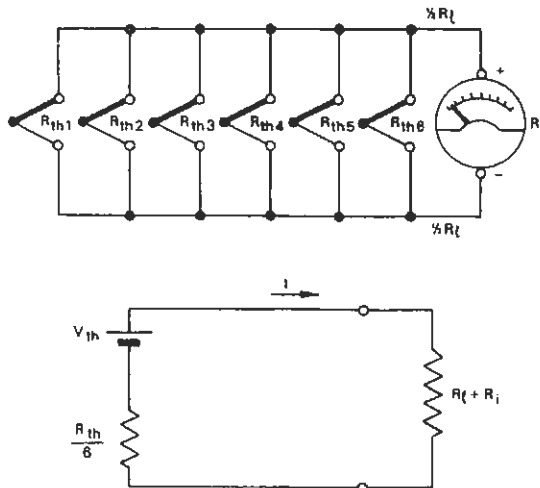 ½Rℓ
+
Rth1 Rth2 Rth3 Rth4 Rth5 Rth6 R
−
½Rℓ
I
Vth
Rℓ + Ri
Rth
6